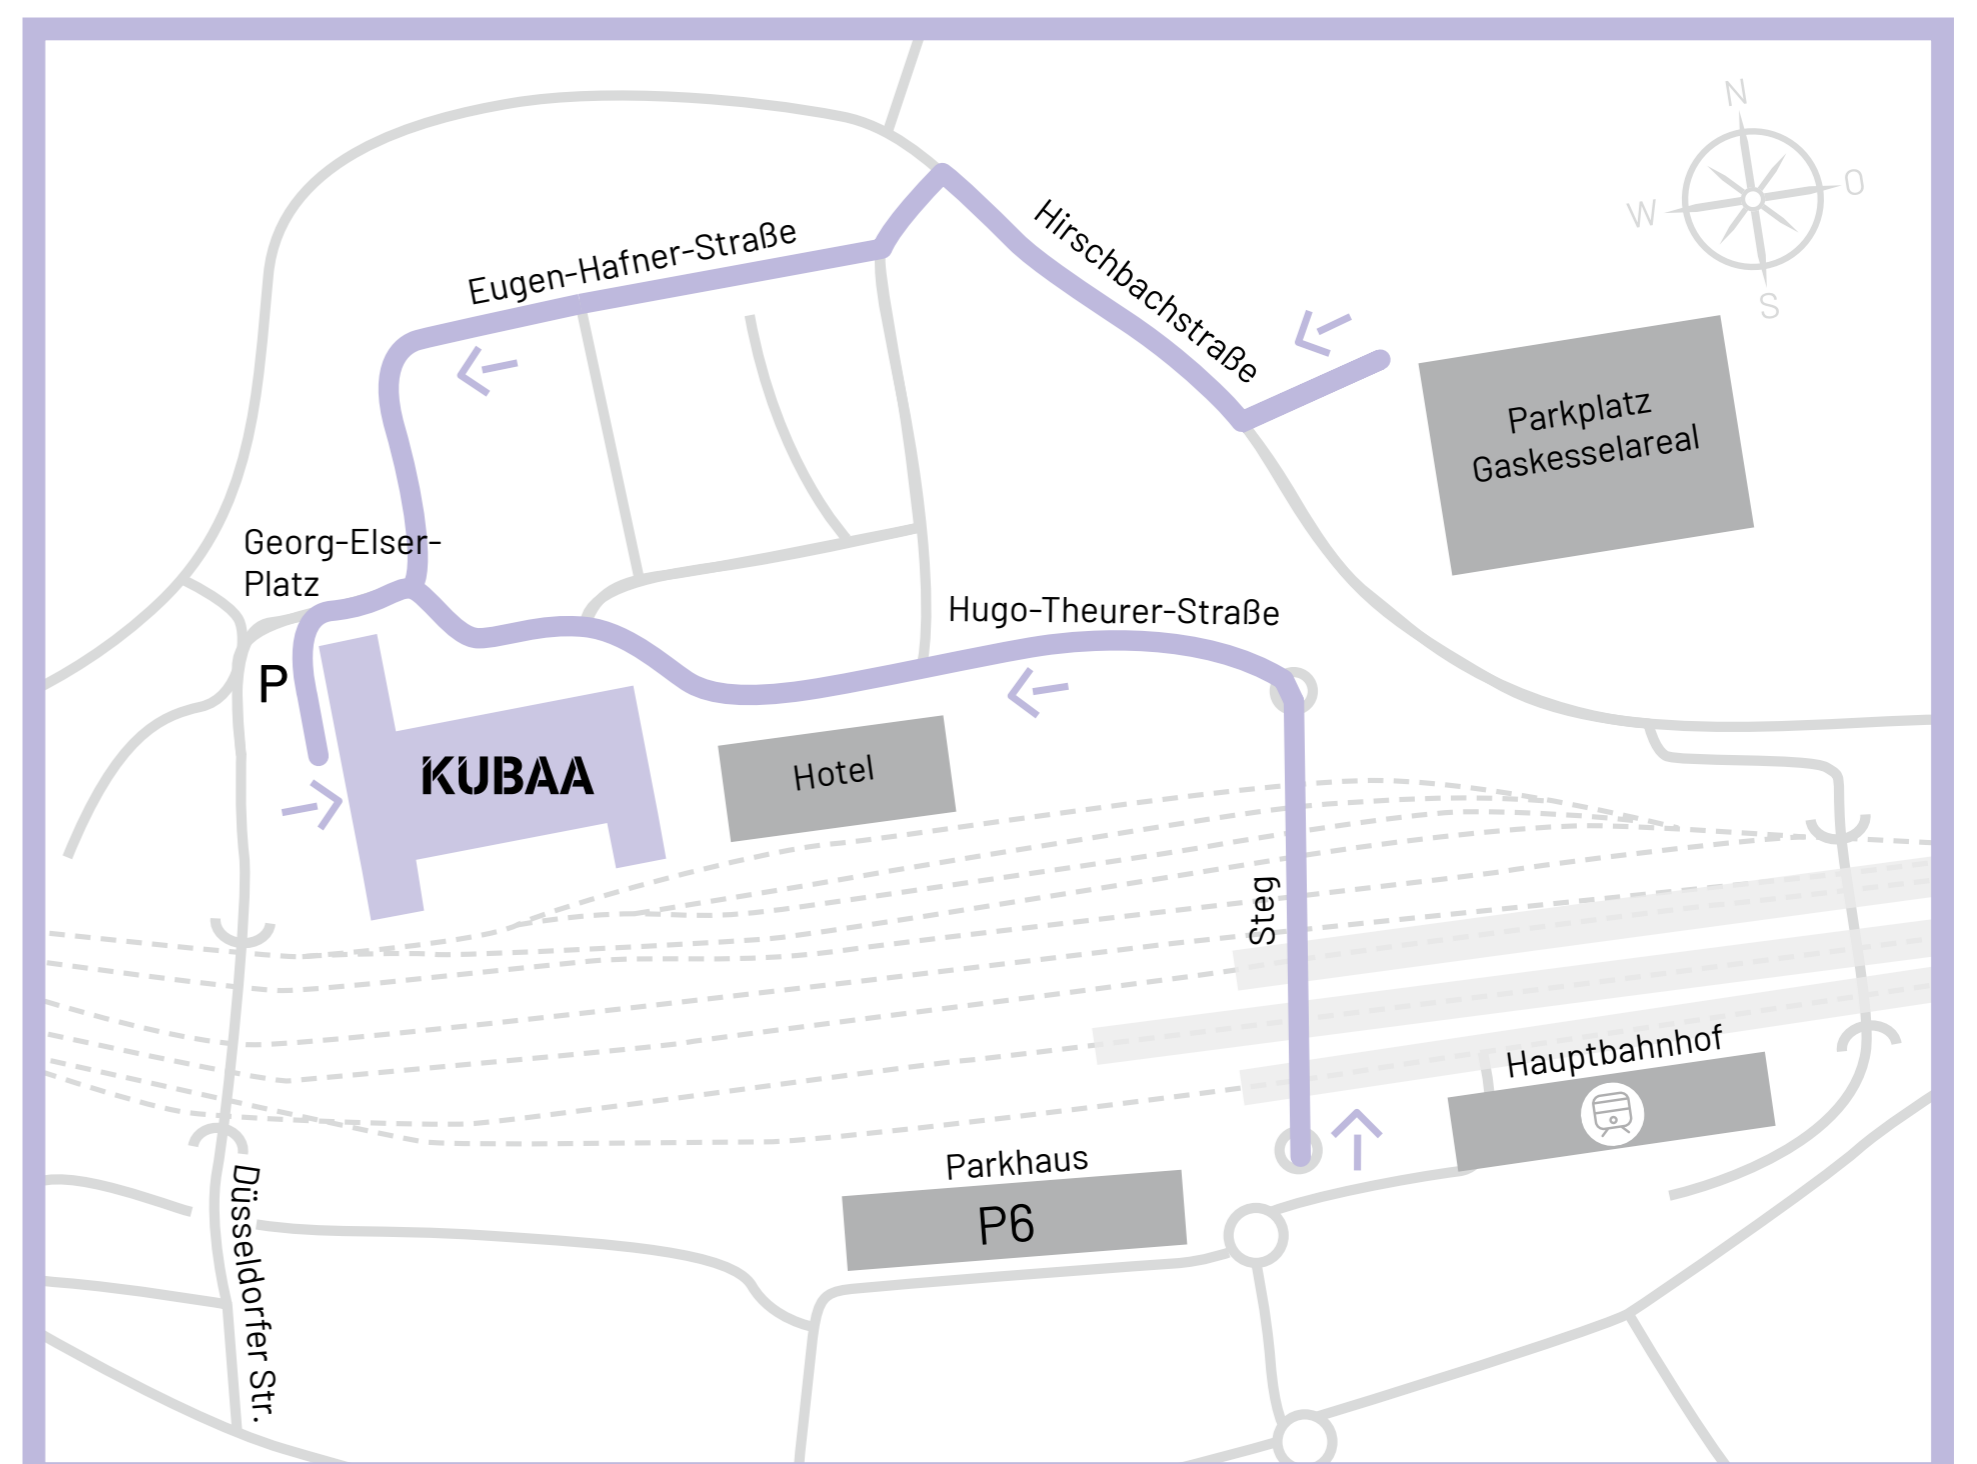 N
O
W
S
Hirschbachstraße
Eugen-Hafner-Straße
Parkplatz
Gaskesselareal
Georg-Elser-
Platz
Hugo-Theurer-Straße
P
KUBAA
Hotel
Steg
Hauptbahnhof
Parkhaus
P6
Düsseldorfer Str.